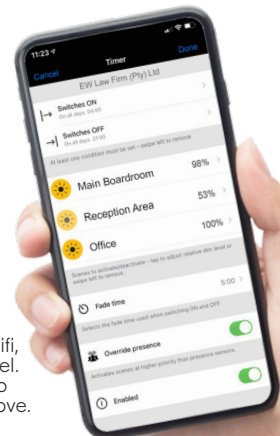 11:23
Cancel Timer Done
EW Law Firm (Pty) Ltd
Switches ON
On all days 04:00
Switches OFF
On all days 21:00
At least one condition must be set - swipe left to remove
Main Boardroom 98%
Reception Area 53%
Office 100%
Scenes to activate/deactivate - tap to adjust relative dim level or
swipe left to remove.
Fade time 5:00
Selects the fade time used when switching ON and OFF
Override presence
Activates scenes at higher priority than presence sensors.
Enabled
ifi,
el.
o
ove.